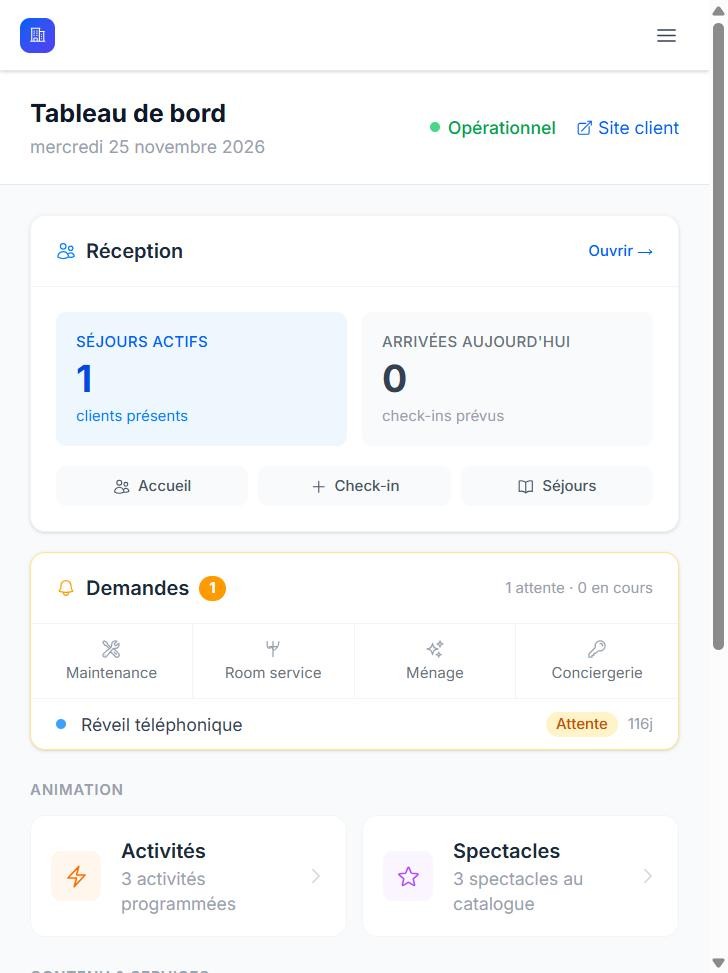 Tableau de bord
mercredi 25 novembre 2026
Opérationnel
Site client
Réception
Ouvrir →
SÉJOURS ACTIFS
1
clients présents
ARRIVÉES AUJOURD'HUI
0
check-ins prévus
Accueil
Check-in
Séjours
Demandes 1
1 attente · 0 en cours
Maintenance
Room service
Ménage
Conciergerie
Réveil téléphonique
Attente
116j
ANIMATION
Activités
3 activités
programmées
Spectacles
3 spectacles au
catalogue